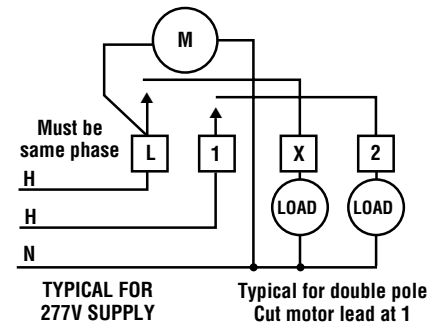 M
Must be
same phase
L
1
X
2
H
LOAD
LOAD
H
N
TYPICAL FOR
277V SUPPLY
Typical for double pole
Cut motor lead at 1